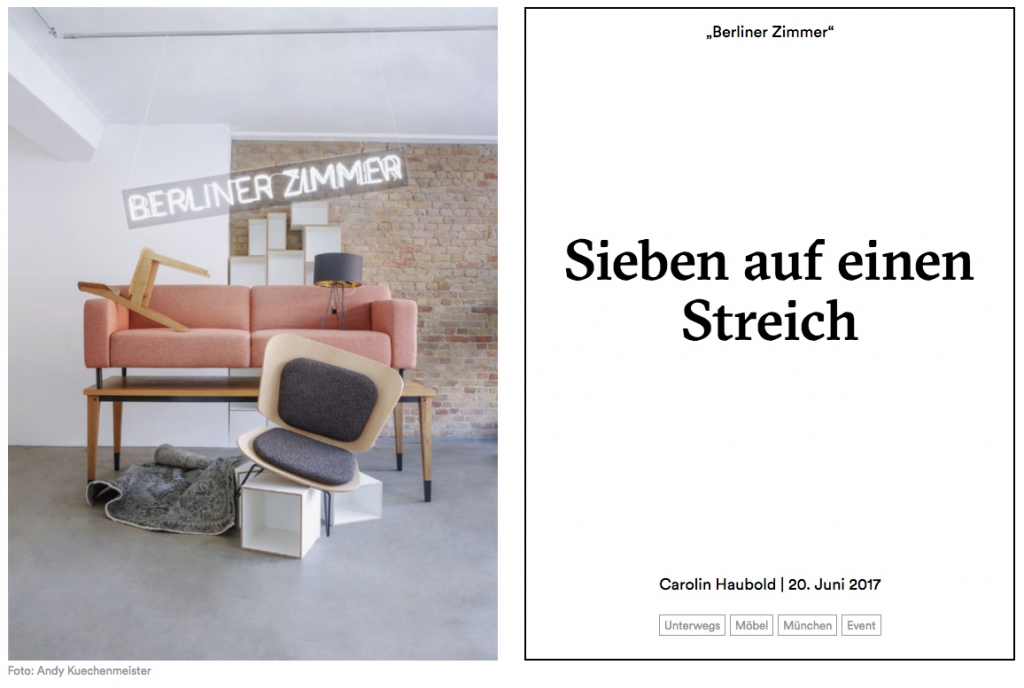 BERLINER ZIMMER
Foto: Andy Kuechenmeister
„Berliner Zimmer“
Sieben auf einen
Streich
Carolin Haubold | 20. Juni 2017
Unterwegs
Möbel
München
Event